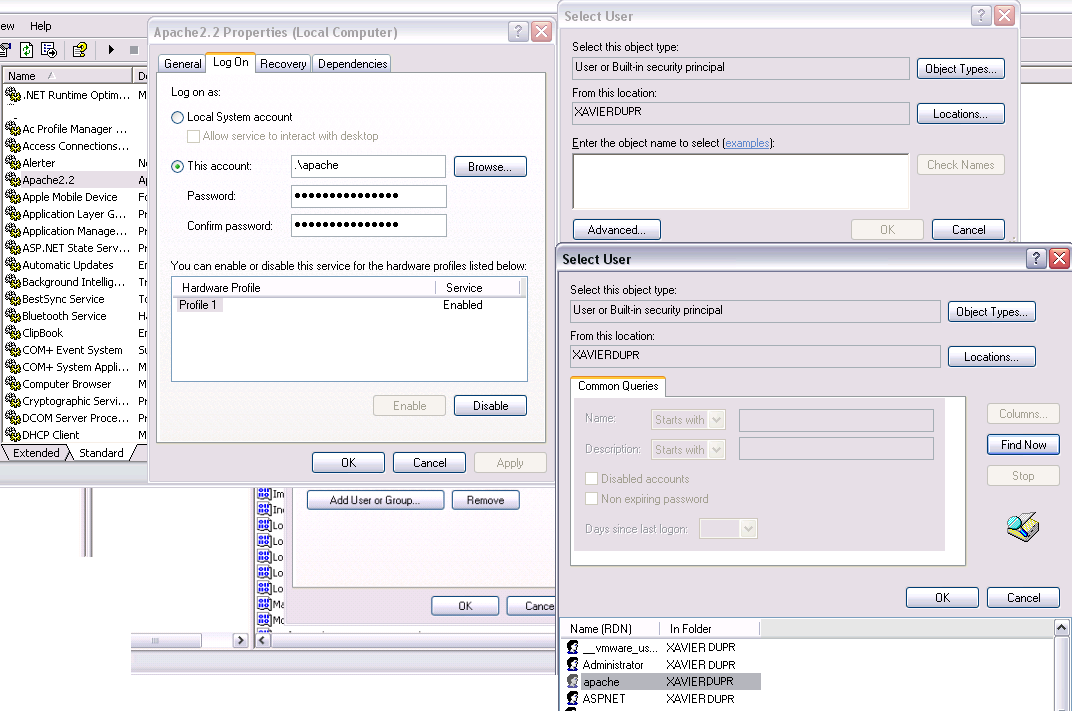 ew Help
Name
.NET Runtime Optim...
Ac Profile Manager ...
Access Connections...
Alerter
Apache2.2
Apple Mobile Device
Application Layer G...
Application Manage...
ASP.NET State Serv...
Automatic Updates
Background Intellig...
BestSync Service
Bluetooth Service
ClipBook
COM+ Event System
COM+ System Appli...
Computer Browser
Cryptographic Servi...
DCOM Server Proce...
DHCP Client
Extended Standard
Apache2.2 Properties (Local Computer)
General Log On Recovery Dependencies
Log on as:
Local System account
Allow service to interact with desktop
This account: .\apache Browse...
Password: •••••••••••••••
Confirm password: •••••••••••••••
You can enable or disable this service for the hardware profiles listed below:
Hardware Profile Service
Profile 1 Enabled
Enable Disable
OK Cancel Apply
Add User or Group... Remove
OK Cance
Select User
Select this object type:
User or Built-in security principal Object Types...
From this location:
XAVIERDUPR Locations...
Enter the object name to select (examples):
Check Names
Advanced... OK Cancel
Select User
Select this object type:
User or Built-in security principal Object Types...
From this location:
XAVIERDUPR Locations...
Common Queries
Name: Starts with
Columns...
Description: Starts with
Find Now
Disabled accounts
Stop
Non expiring password
Days since last logon:
OK Cancel
Name (RDN) In Folder
__vmware_us... XAVIERDUPR
Administrator XAVIERDUPR
apache XAVIERDUPR
ASPNET XAVIERDUPR